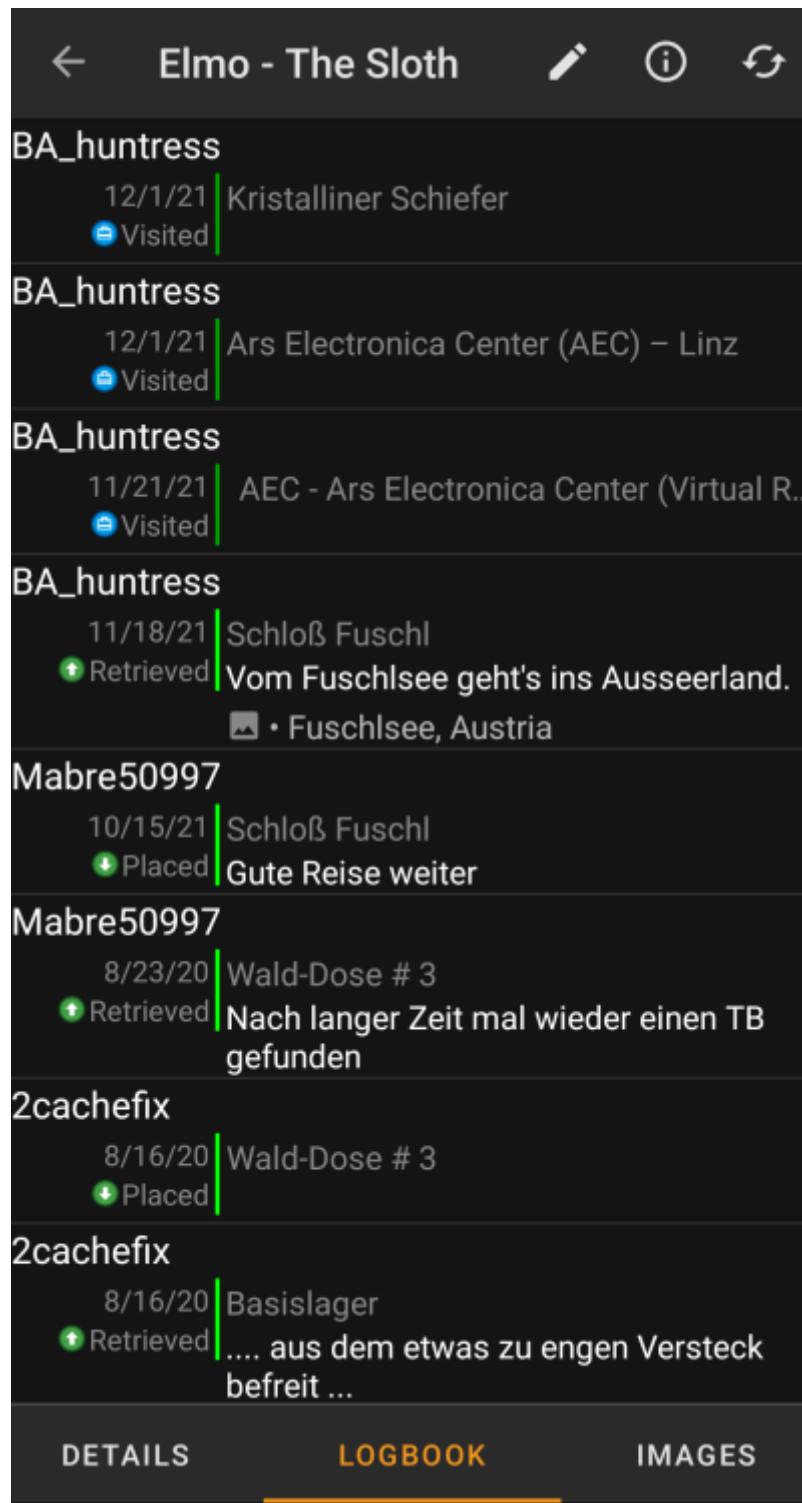 Elmo - The Sloth
BA_huntress
12/1/21 Kristalliner Schiefer
Visited
BA_huntress
12/1/21 Ars Electronica Center (AEC) – Linz
Visited
BA_huntress
11/21/21 AEC - Ars Electronica Center (Virtual R..
Visited
BA_huntress
11/18/21 Schloß Fuschl
Retrieved Vom Fuschlsee geht's ins Ausseerland.
• Fuschlsee, Austria
Mabre50997
10/15/21 Schloß Fuschl
Placed Gute Reise weiter
Mabre50997
8/23/20 Wald-Dose # 3
Retrieved Nach langer Zeit mal wieder einen TB
gefunden
2cachefix
8/16/20 Wald-Dose # 3
Placed
2cachefix
8/16/20 Basislager
Retrieved .... aus dem etwas zu engen Versteck
befreit ...
DETAILS LOGBOOK IMAGES